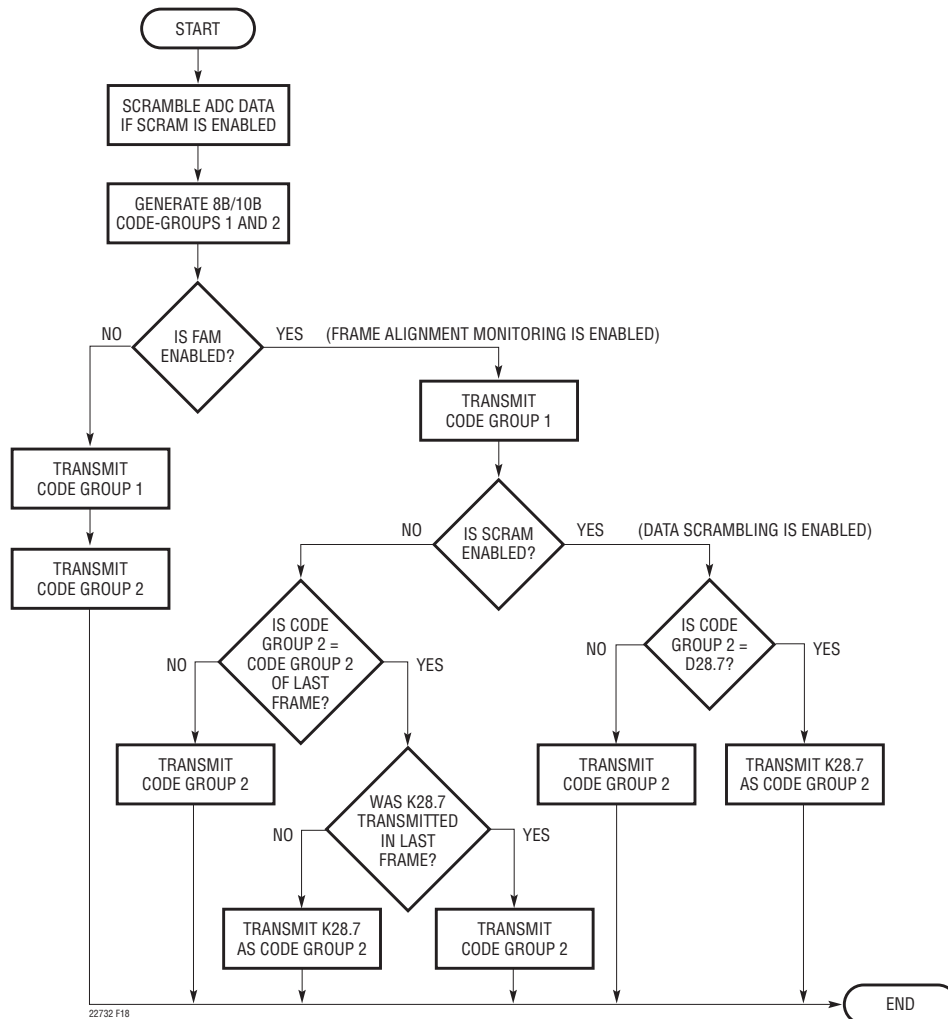 START
SCRAMBLE ADC DATA
IF SCRAM IS ENABLED
GENERATE 8B/10B
CODE-GROUPS 1 AND 2
IS FAM
ENABLED?
NO
YES (FRAME ALIGNMENT MONITORING IS ENABLED)
TRANSMIT
CODE GROUP 1
TRANSMIT
CODE GROUP 2
TRANSMIT
CODE GROUP 1
IS SCRAM
ENABLED?
NO
YES (DATA SCRAMBLING IS ENABLED)
IS CODE
GROUP 2 =
CODE GROUP 2
OF LAST
FRAME?
NO
YES
TRANSMIT
CODE GROUP 2
WAS K28.7
TRANSMITTED
IN LAST
FRAME?
NO
YES
TRANSMIT K28.7
AS CODE GROUP 2
TRANSMIT
CODE GROUP 2
IS CODE
GROUP 2 =
D28.7?
NO
YES
TRANSMIT
CODE GROUP 2
TRANSMIT K28.7
AS CODE GROUP 2
END
22732 F18